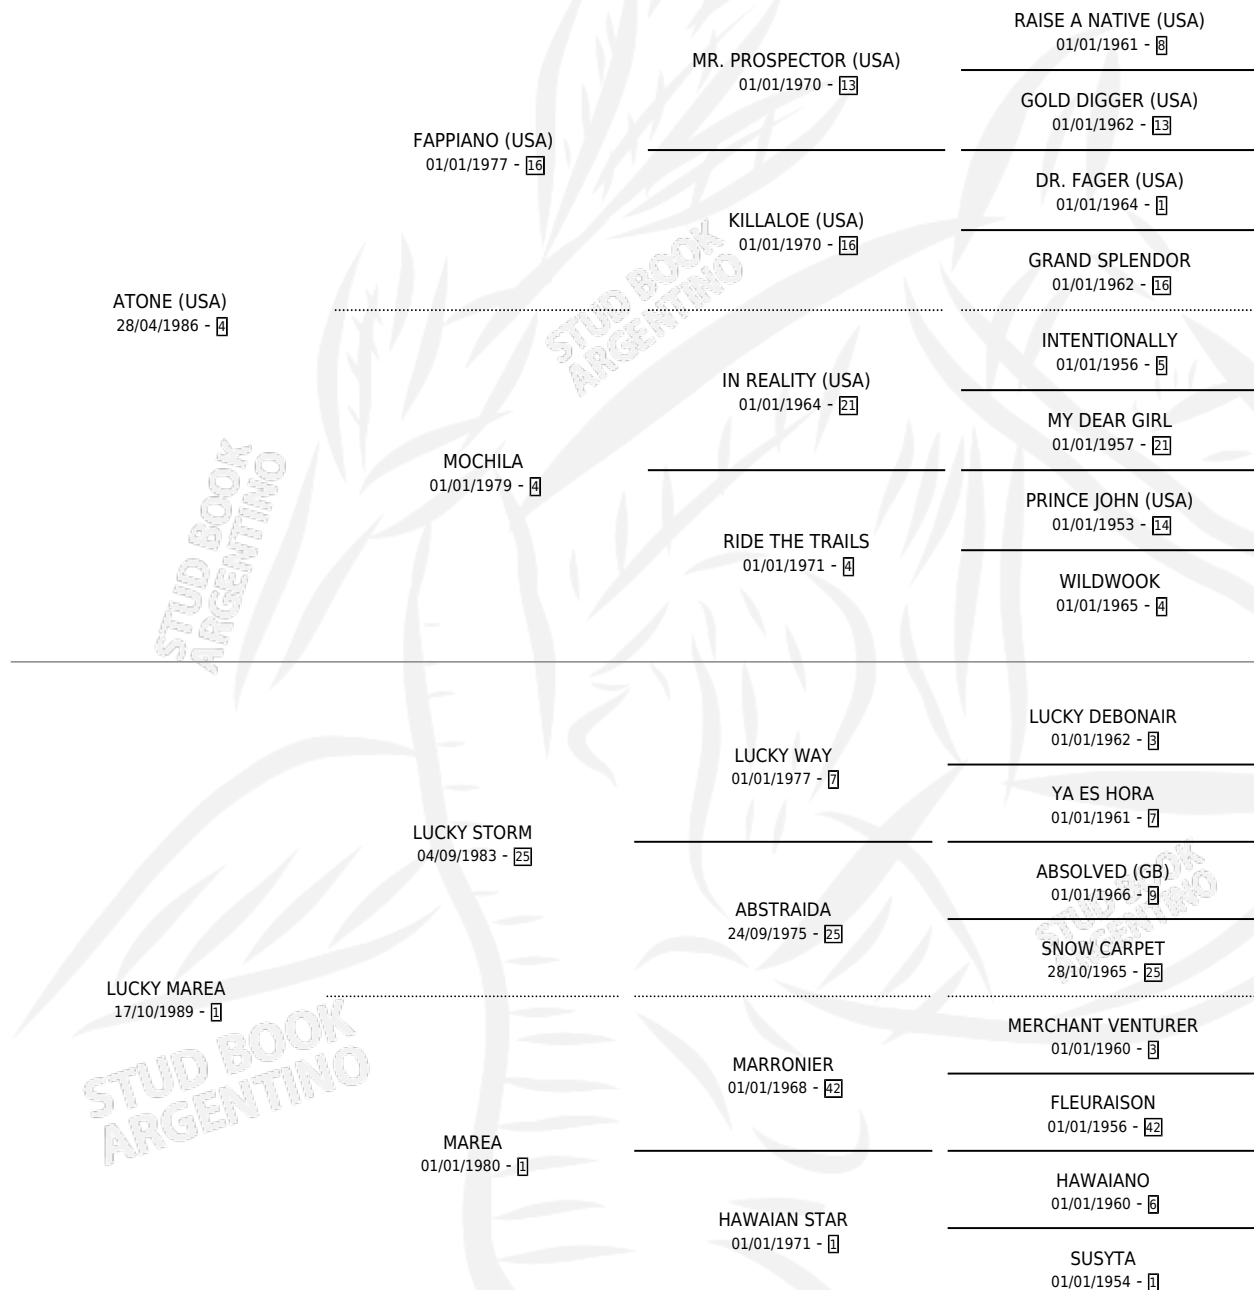 RAISE A NATIVE (USA)
01/01/1961 - 8
MR. PROSPECTOR (USA)
01/01/1970 - 13
GOLD DIGGER (USA)
01/01/1962 - 13
FAPPIANO (USA)
01/01/1977 - 16
DR. FAGER (USA)
01/01/1964 - 1
KILLALOE (USA)
01/01/1970 - 16
GRAND SPLENDOR
01/01/1962 - 16
ATONE (USA)
28/04/1986 - 4
INTENTIONALLY
01/01/1956 - 5
IN REALITY (USA)
01/01/1964 - 21
MY DEAR GIRL
01/01/1957 - 21
MOCHILA
01/01/1979 - 4
PRINCE JOHN (USA)
01/01/1953 - 14
RIDE THE TRAILS
01/01/1971 - 4
WILDWOOK
01/01/1965 - 4
LUCKY DEBONAIR
01/01/1962 - 3
LUCKY WAY
01/01/1977 - 7
YA ES HORA
01/01/1961 - 7
LUCKY STORM
04/09/1983 - 25
ABSOLVED (GB)
01/01/1966 - 9
ABSTRAIDA
24/09/1975 - 25
SNOW CARPET
28/10/1965 - 25
LUCKY MAREA
17/10/1989 - 1
MERCHANT VENTURER
01/01/1960 - 3
MARRONIER
01/01/1968 - 42
FLEURAISON
01/01/1956 - 42
MAREA
01/01/1980 - 1
HAWAIANO
01/01/1960 - 6
HAWAIAN STAR
01/01/1971 - 1
SUSYTA
01/01/1954 - 1
STUD BOOK
ARGENTINO
STUD BOOK
ARGENTINO
STUD BOOK
ARGENTINO
STUD BOOK
ARGENTINO